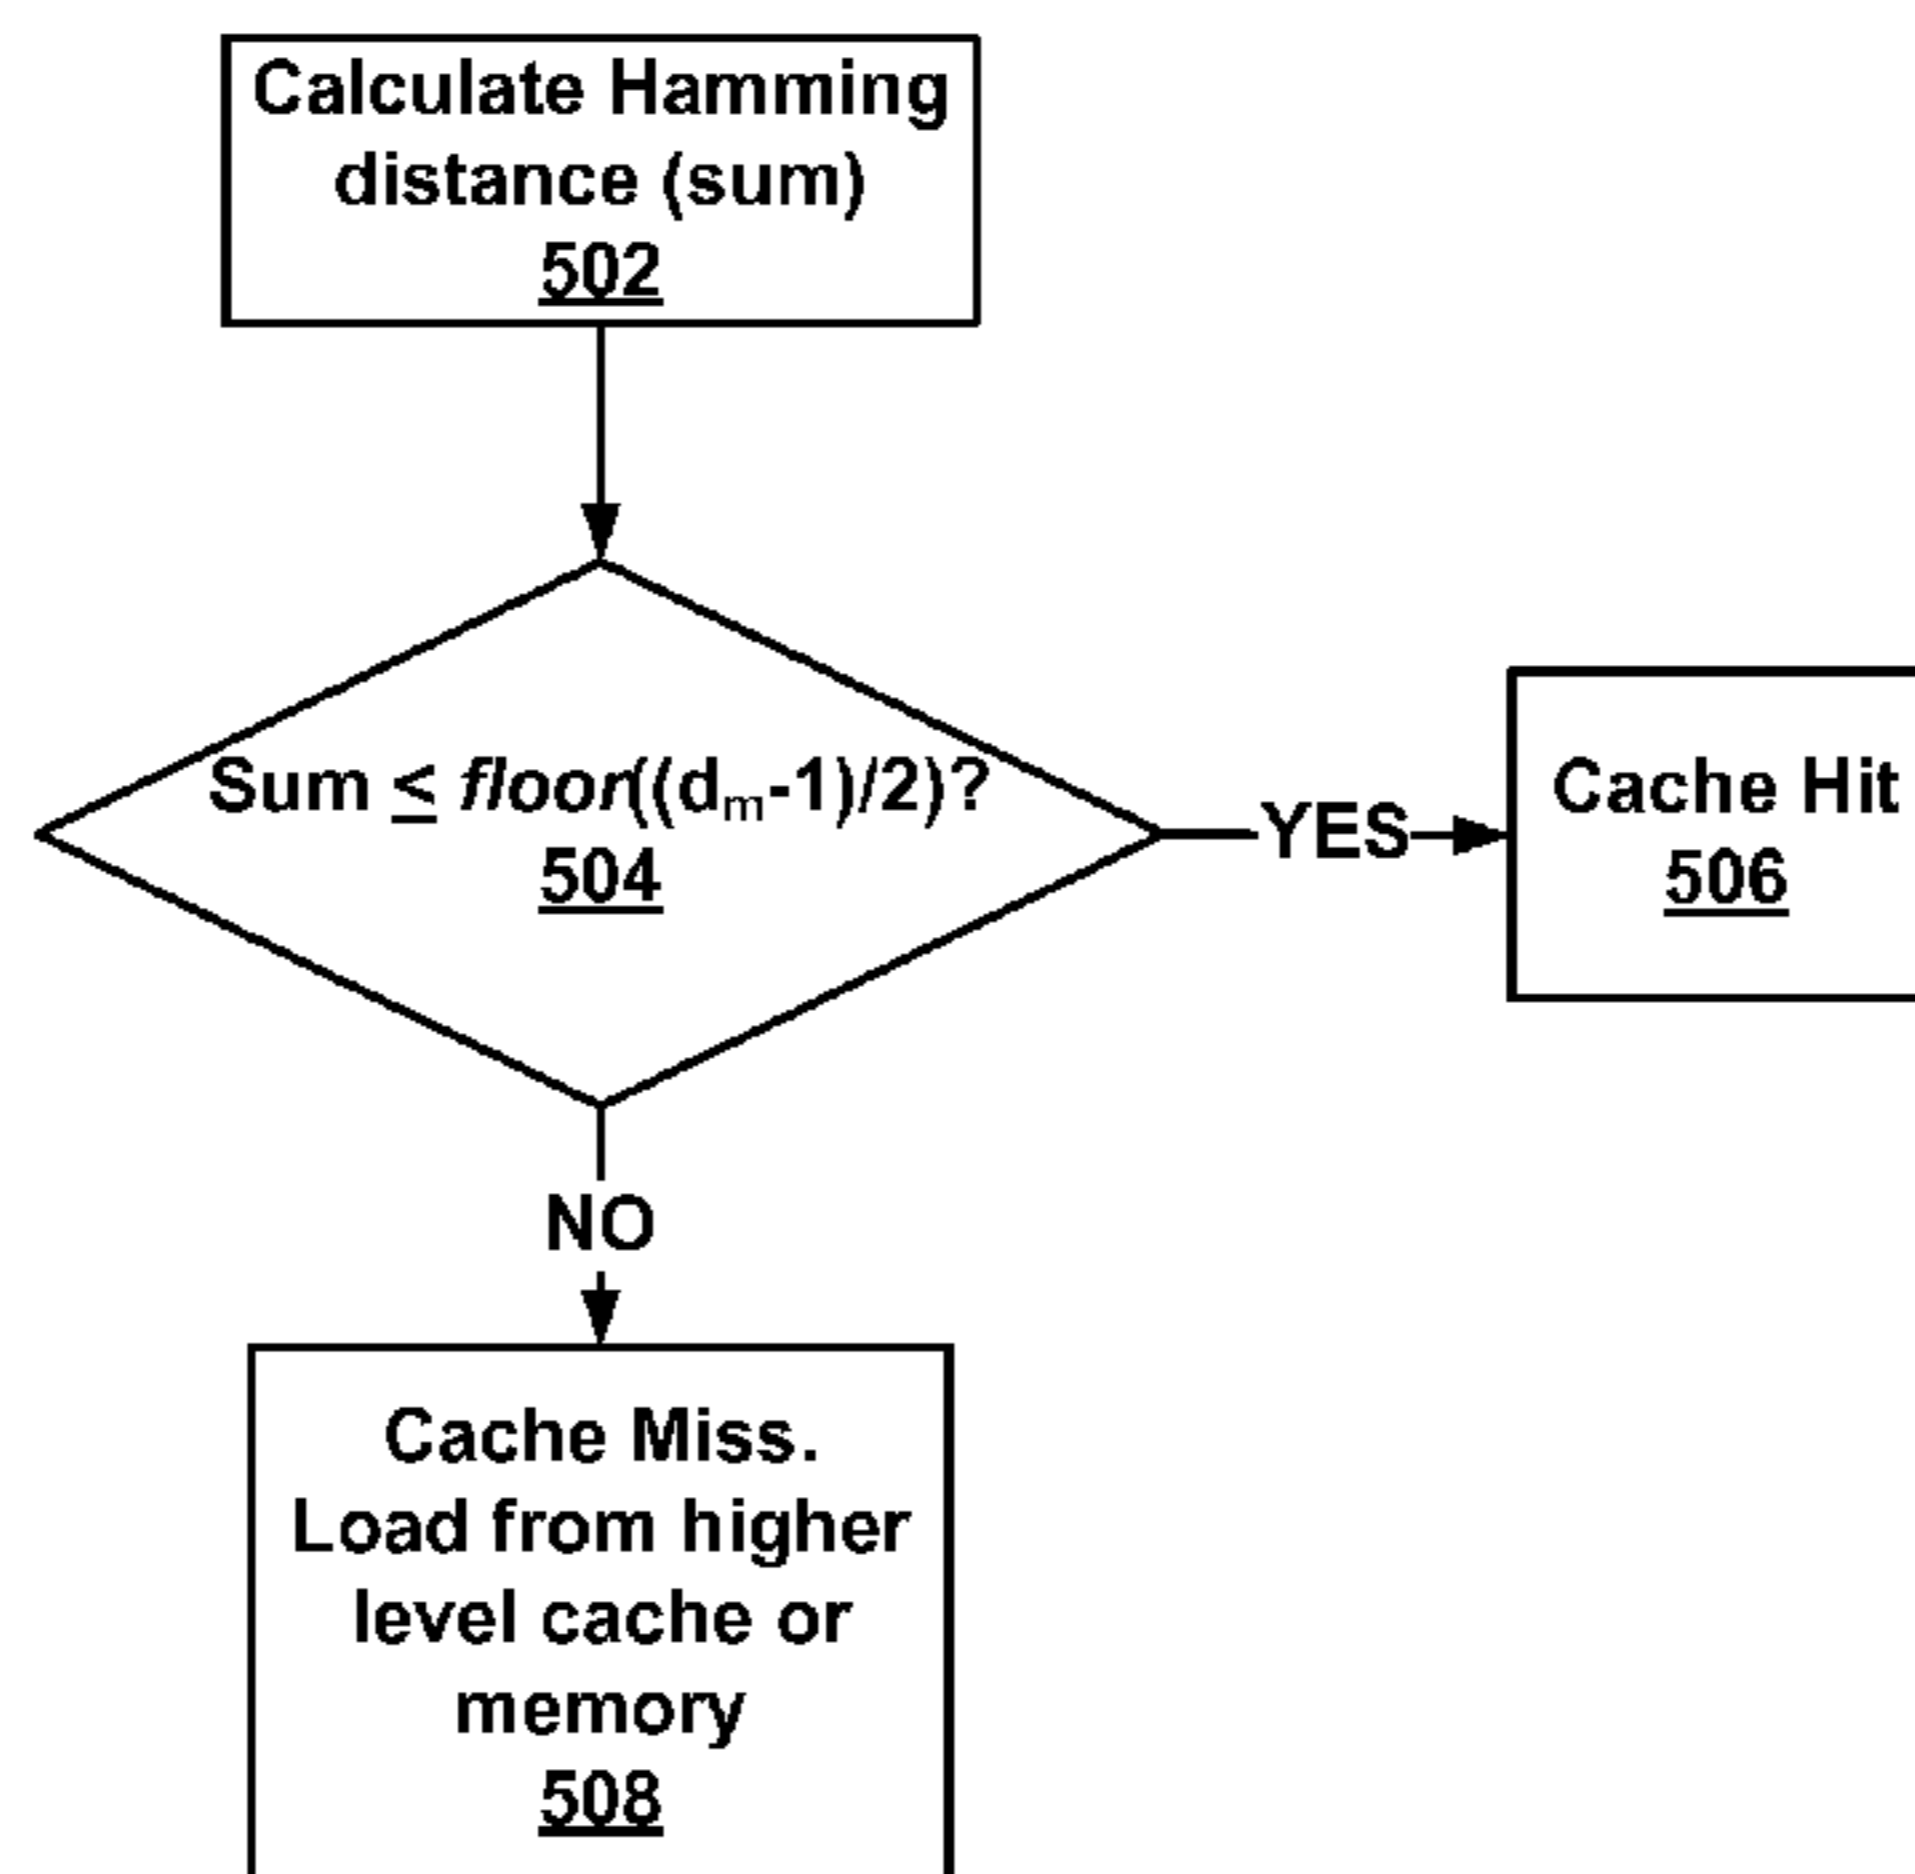 Calculate Hamming
distance (sum)
502
Sum ≤ floor((dm-1)/2)?
504
YES
Cache Hit
506
NO
Cache Miss.
Load from higher
level cache or
memory
508